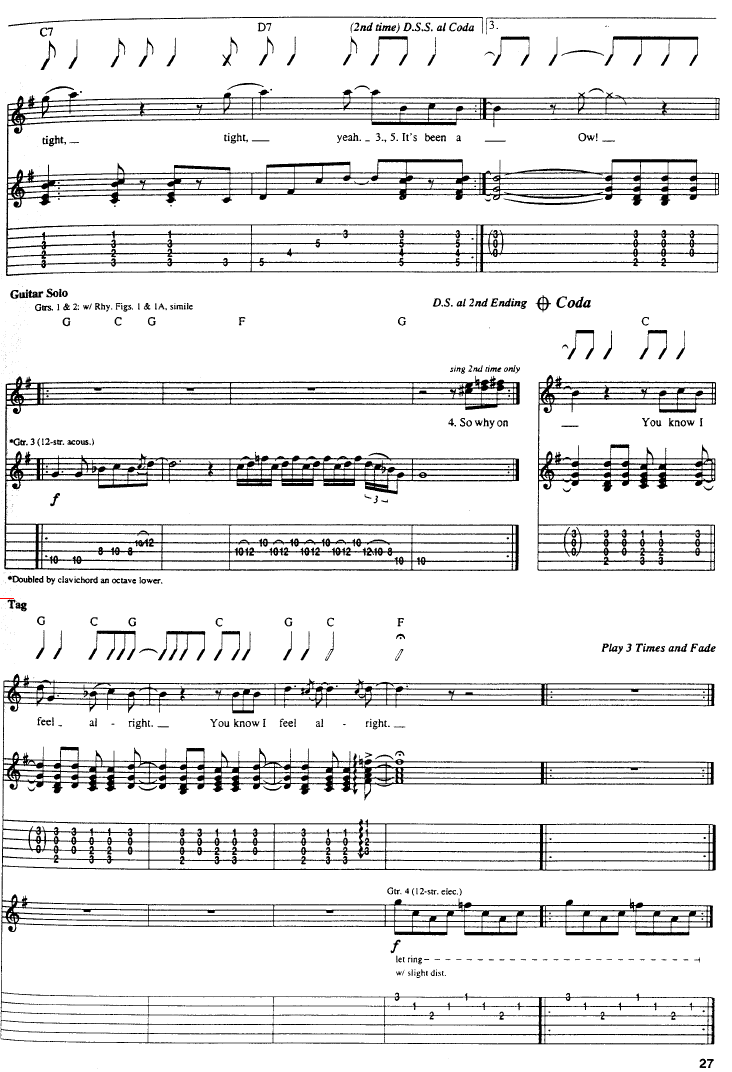 C7 D7 (2nd time) D.S.S. al Coda 3.
tight, tight, yeah. 3., 5. It's been a Ow!
Guitar Solo
Gtrs. 1 & 2: w/ Rhy. Figs. 1 & 1A, simile
D.S. al 2nd Ending Coda
G C G F G C
sing 2nd time only
4. So why on You know I
*Gtr. 3 (12-str. acous.)
f
3
*Doubled by clavichord an octave lower.
Tag
G C G C G C F
Play 3 Times and Fade
feel al - right. You know I feel al - right.
Gtr. 4 (12-str. elec.)
f
let ring
w/ slight dist.
27